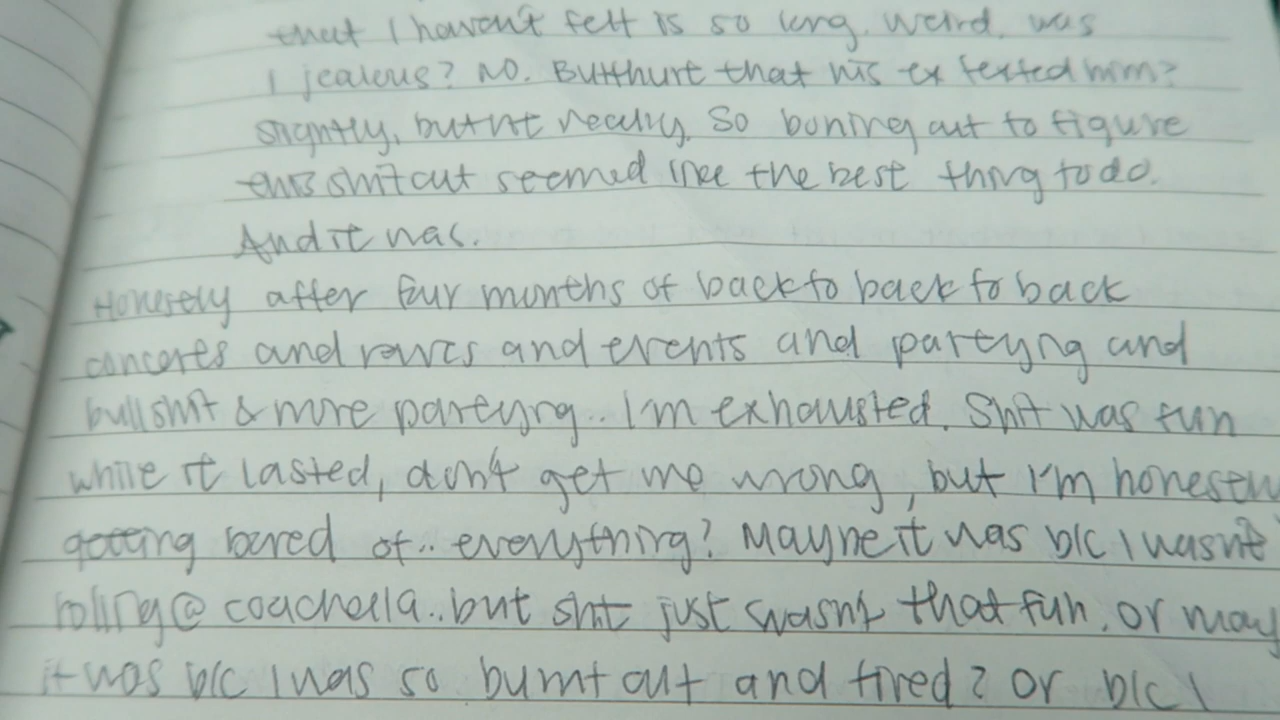 that I haven't felt is so long. weird. was
I jealous? NO. Butthurt that his ex texted him?
slightly, but not really. So boning out to figure
this shit out seemed like the best thing to do.
And it was.
Honestly after four months of back to back to back
concerts and raves and events and partying and
bullshit & more partying.. I'm exhausted. Shit was fun
while it lasted, don't get me wrong, but I'm honestly
getting bored of.. everything? Maybe it was b/c I wasn't
rolling @ coachella.. but shit just wasn't that fun. or may
it was b/c I was so burnt out and tired? Or b/c I